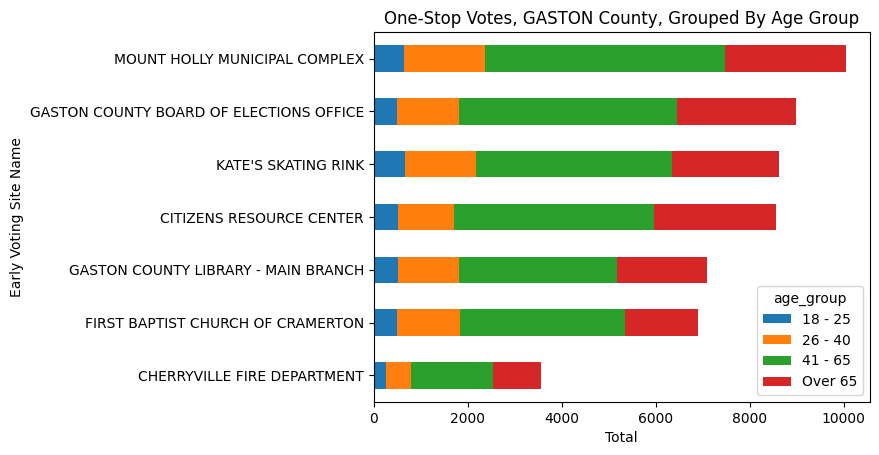 One-Stop Votes, GASTON County, Grouped By Age Group
Early Voting Site Name
MOUNT HOLLY MUNICIPAL COMPLEX
GASTON COUNTY BOARD OF ELECTIONS OFFICE
KATE'S SKATING RINK
CITIZENS RESOURCE CENTER
GASTON COUNTY LIBRARY - MAIN BRANCH
FIRST BAPTIST CHURCH OF CRAMERTON
CHERRYVILLE FIRE DEPARTMENT
age_group
18 - 25
26 - 40
41 - 65
Over 65
0 2000 4000 6000 8000 10000
Total